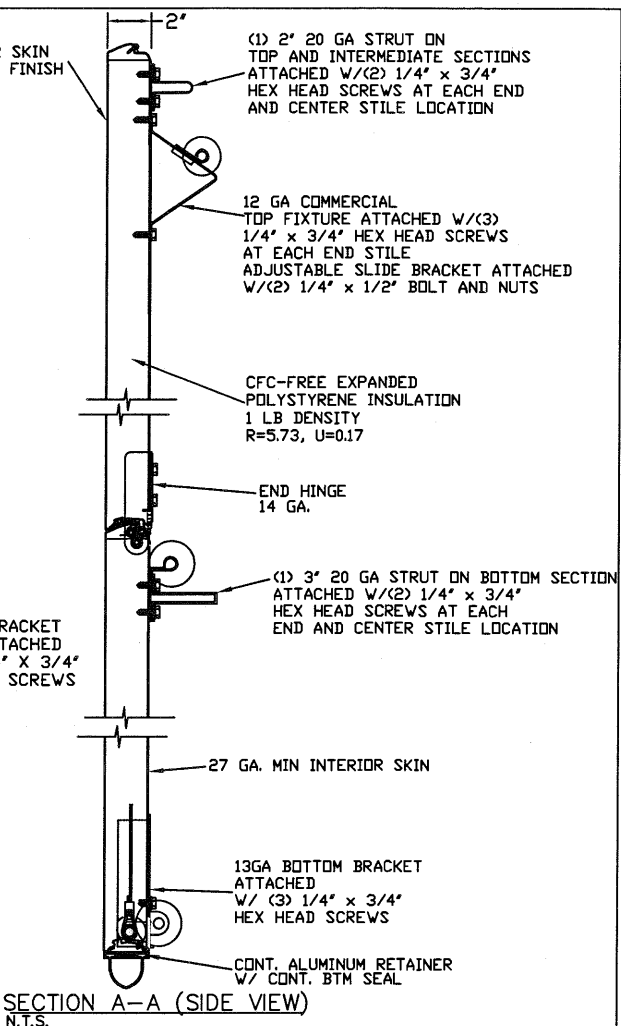 2"
SKIN
FINISH
(1) 2" 20 GA STRUT ON
TOP AND INTERMEDIATE SECTIONS
ATTACHED W/(2) 1/4" x 3/4"
HEX HEAD SCREWS AT EACH END
AND CENTER STILE LOCATION
12 GA COMMERCIAL
TOP FIXTURE ATTACHED W/(3)
1/4" x 3/4" HEX HEAD SCREWS
AT EACH END STILE
ADJUSTABLE SLIDE BRACKET ATTACHED
W/(2) 1/4" x 1/2" BOLT AND NUTS
CFC-FREE EXPANDED
POLYSTYRENE INSULATION
1 LB DENSITY
R=5.73, U=0.17
END HINGE
14 GA.
(1) 3" 20 GA STRUT ON BOTTOM SECTION
ATTACHED W/(2) 1/4" x 3/4"
HEX HEAD SCREWS AT EACH
END AND CENTER STILE LOCATION
RACKET
TACHED
" X 3/4"
SCREWS
27 GA. MIN INTERIOR SKIN
13GA BOTTOM BRACKET
ATTACHED
W/ (3) 1/4" x 3/4"
HEX HEAD SCREWS
CONT. ALUMINUM RETAINER
W/ CONT. BTM SEAL
SECTION A-A (SIDE VIEW)
N.T.S.